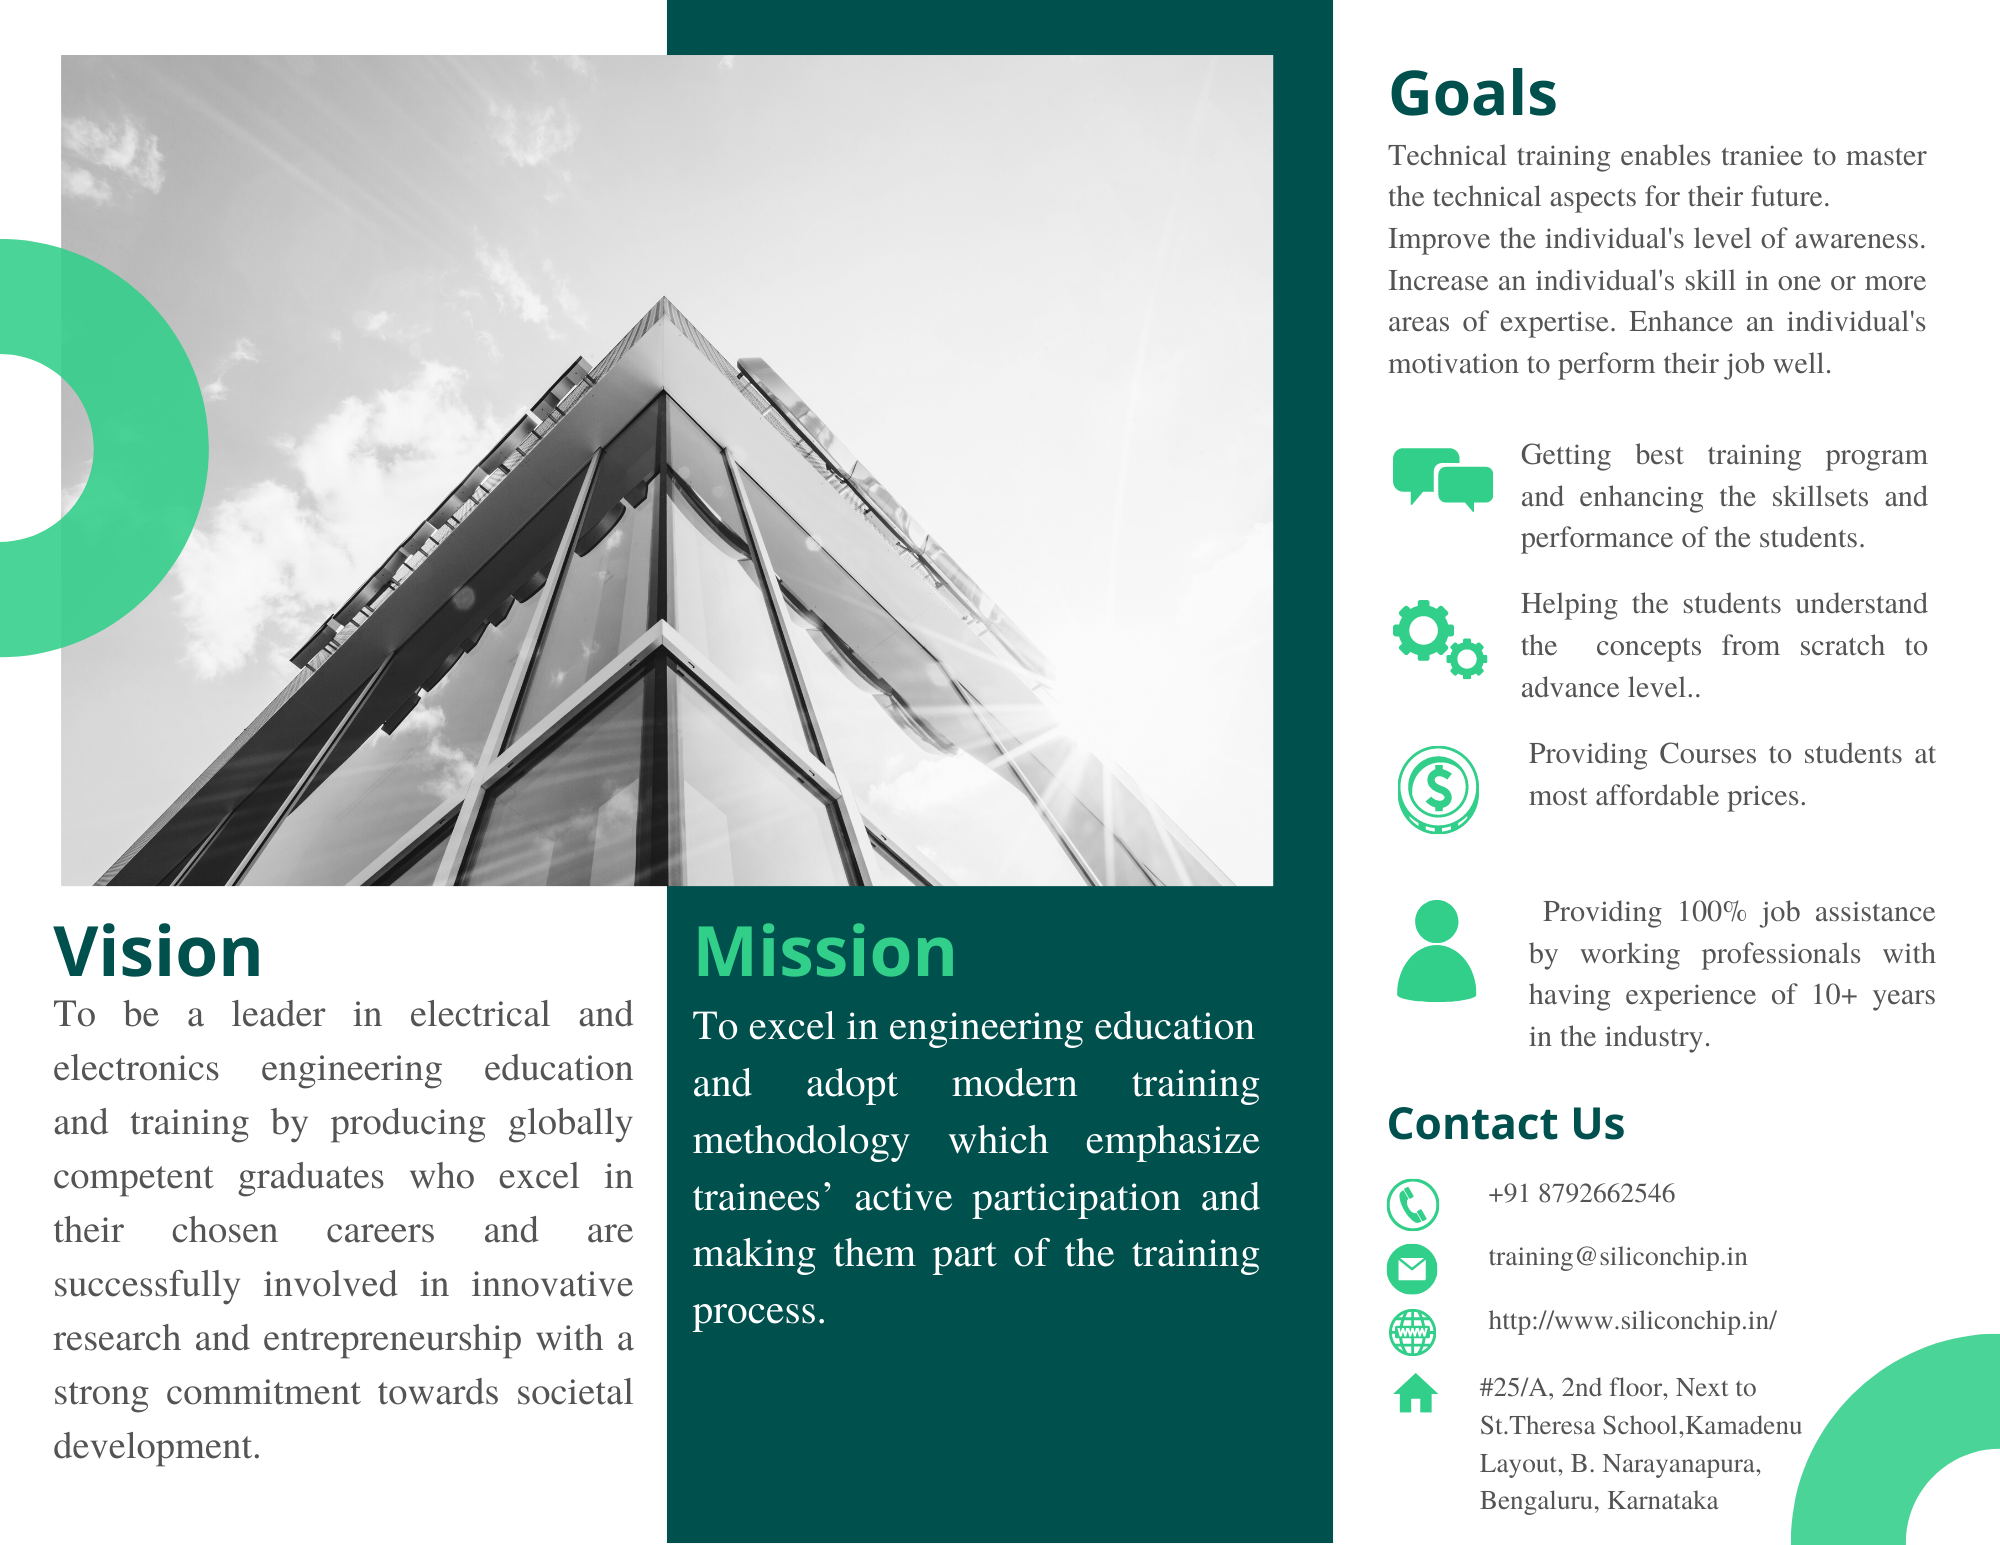 Vision
To be a leader in electrical and
electronics engineering education
and training by producing globally
competent graduates who excel in
their chosen careers and are
successfully involved in innovative
research and entrepreneurship with a
strong commitment towards societal
development.
Mission
To excel in engineering education
and adopt modern training
methodology which emphasize
trainees’ active participation and
making them part of the training
process.
Goals
Technical training enables traniee to master
the technical aspects for their future.
Improve the individual's level of awareness.
Increase an individual's skill in one or more
areas of expertise. Enhance an individual's
motivation to perform their job well.
Getting best training program
and enhancing the skillsets and
performance of the students.
Helping the students understand
the concepts from scratch to
advance level..
$
Providing Courses to students at
most affordable prices.
Providing 100% job assistance
by working professionals with
having experience of 10+ years
in the industry.
Contact Us
+91 8792662546
training@siliconchip.in
www
http://www.siliconchip.in/
#25/A, 2nd floor, Next to
St.Theresa School,Kamadenu
Layout, B. Narayanapura,
Bengaluru, Karnataka